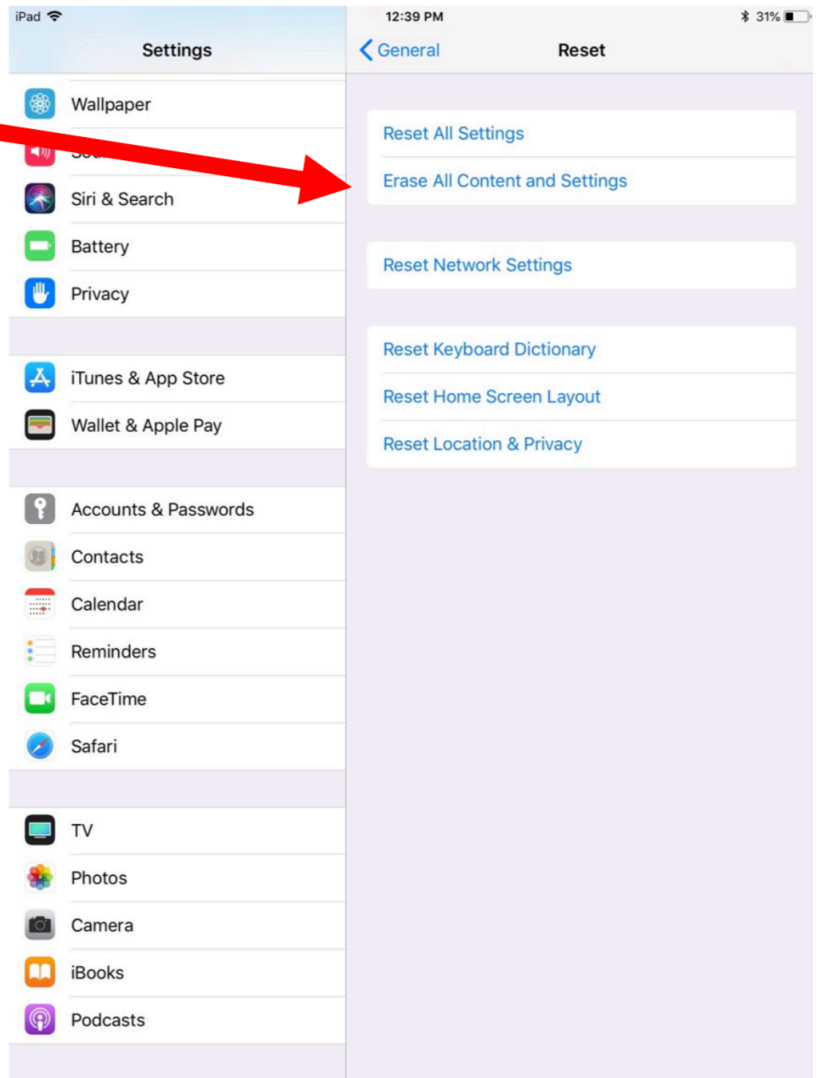 iPad
12:39 PM
31%
Settings
General
Reset
Wallpaper
Siri & Search
Battery
Privacy
iTunes & App Store
Wallet & Apple Pay
Accounts & Passwords
Contacts
Calendar
Reminders
FaceTime
Safari
TV
Photos
Camera
iBooks
Podcasts
Reset All Settings
Erase All Content and Settings
Reset Network Settings
Reset Keyboard Dictionary
Reset Home Screen Layout
Reset Location & Privacy